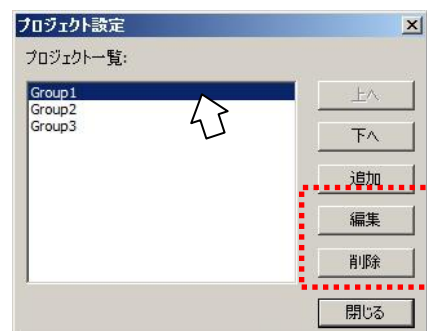 プロジェクト設定
プロジェクト一覧:
Group1
Group2
Group3
上へ
下へ
追加
編集
削除
閉じる